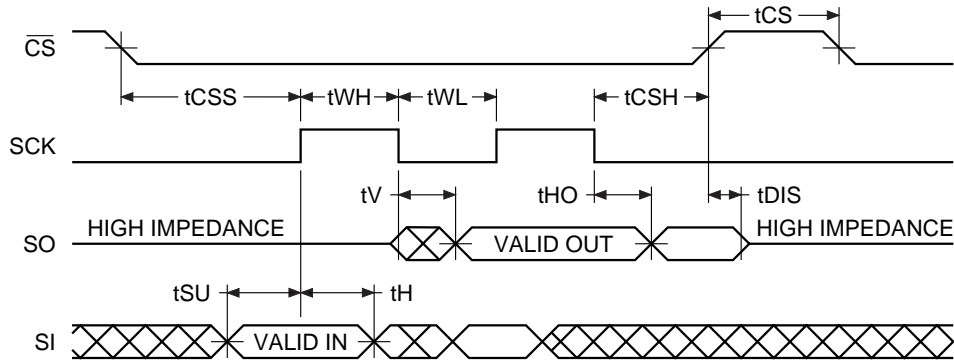 tCS
CS
tCSS
tWH
tWL
tCSH
SCK
tV
tHO
tDIS
HIGH IMPEDANCE
SO
VALID OUT
HIGH IMPEDANCE
tSU
tH
SI
VALID IN